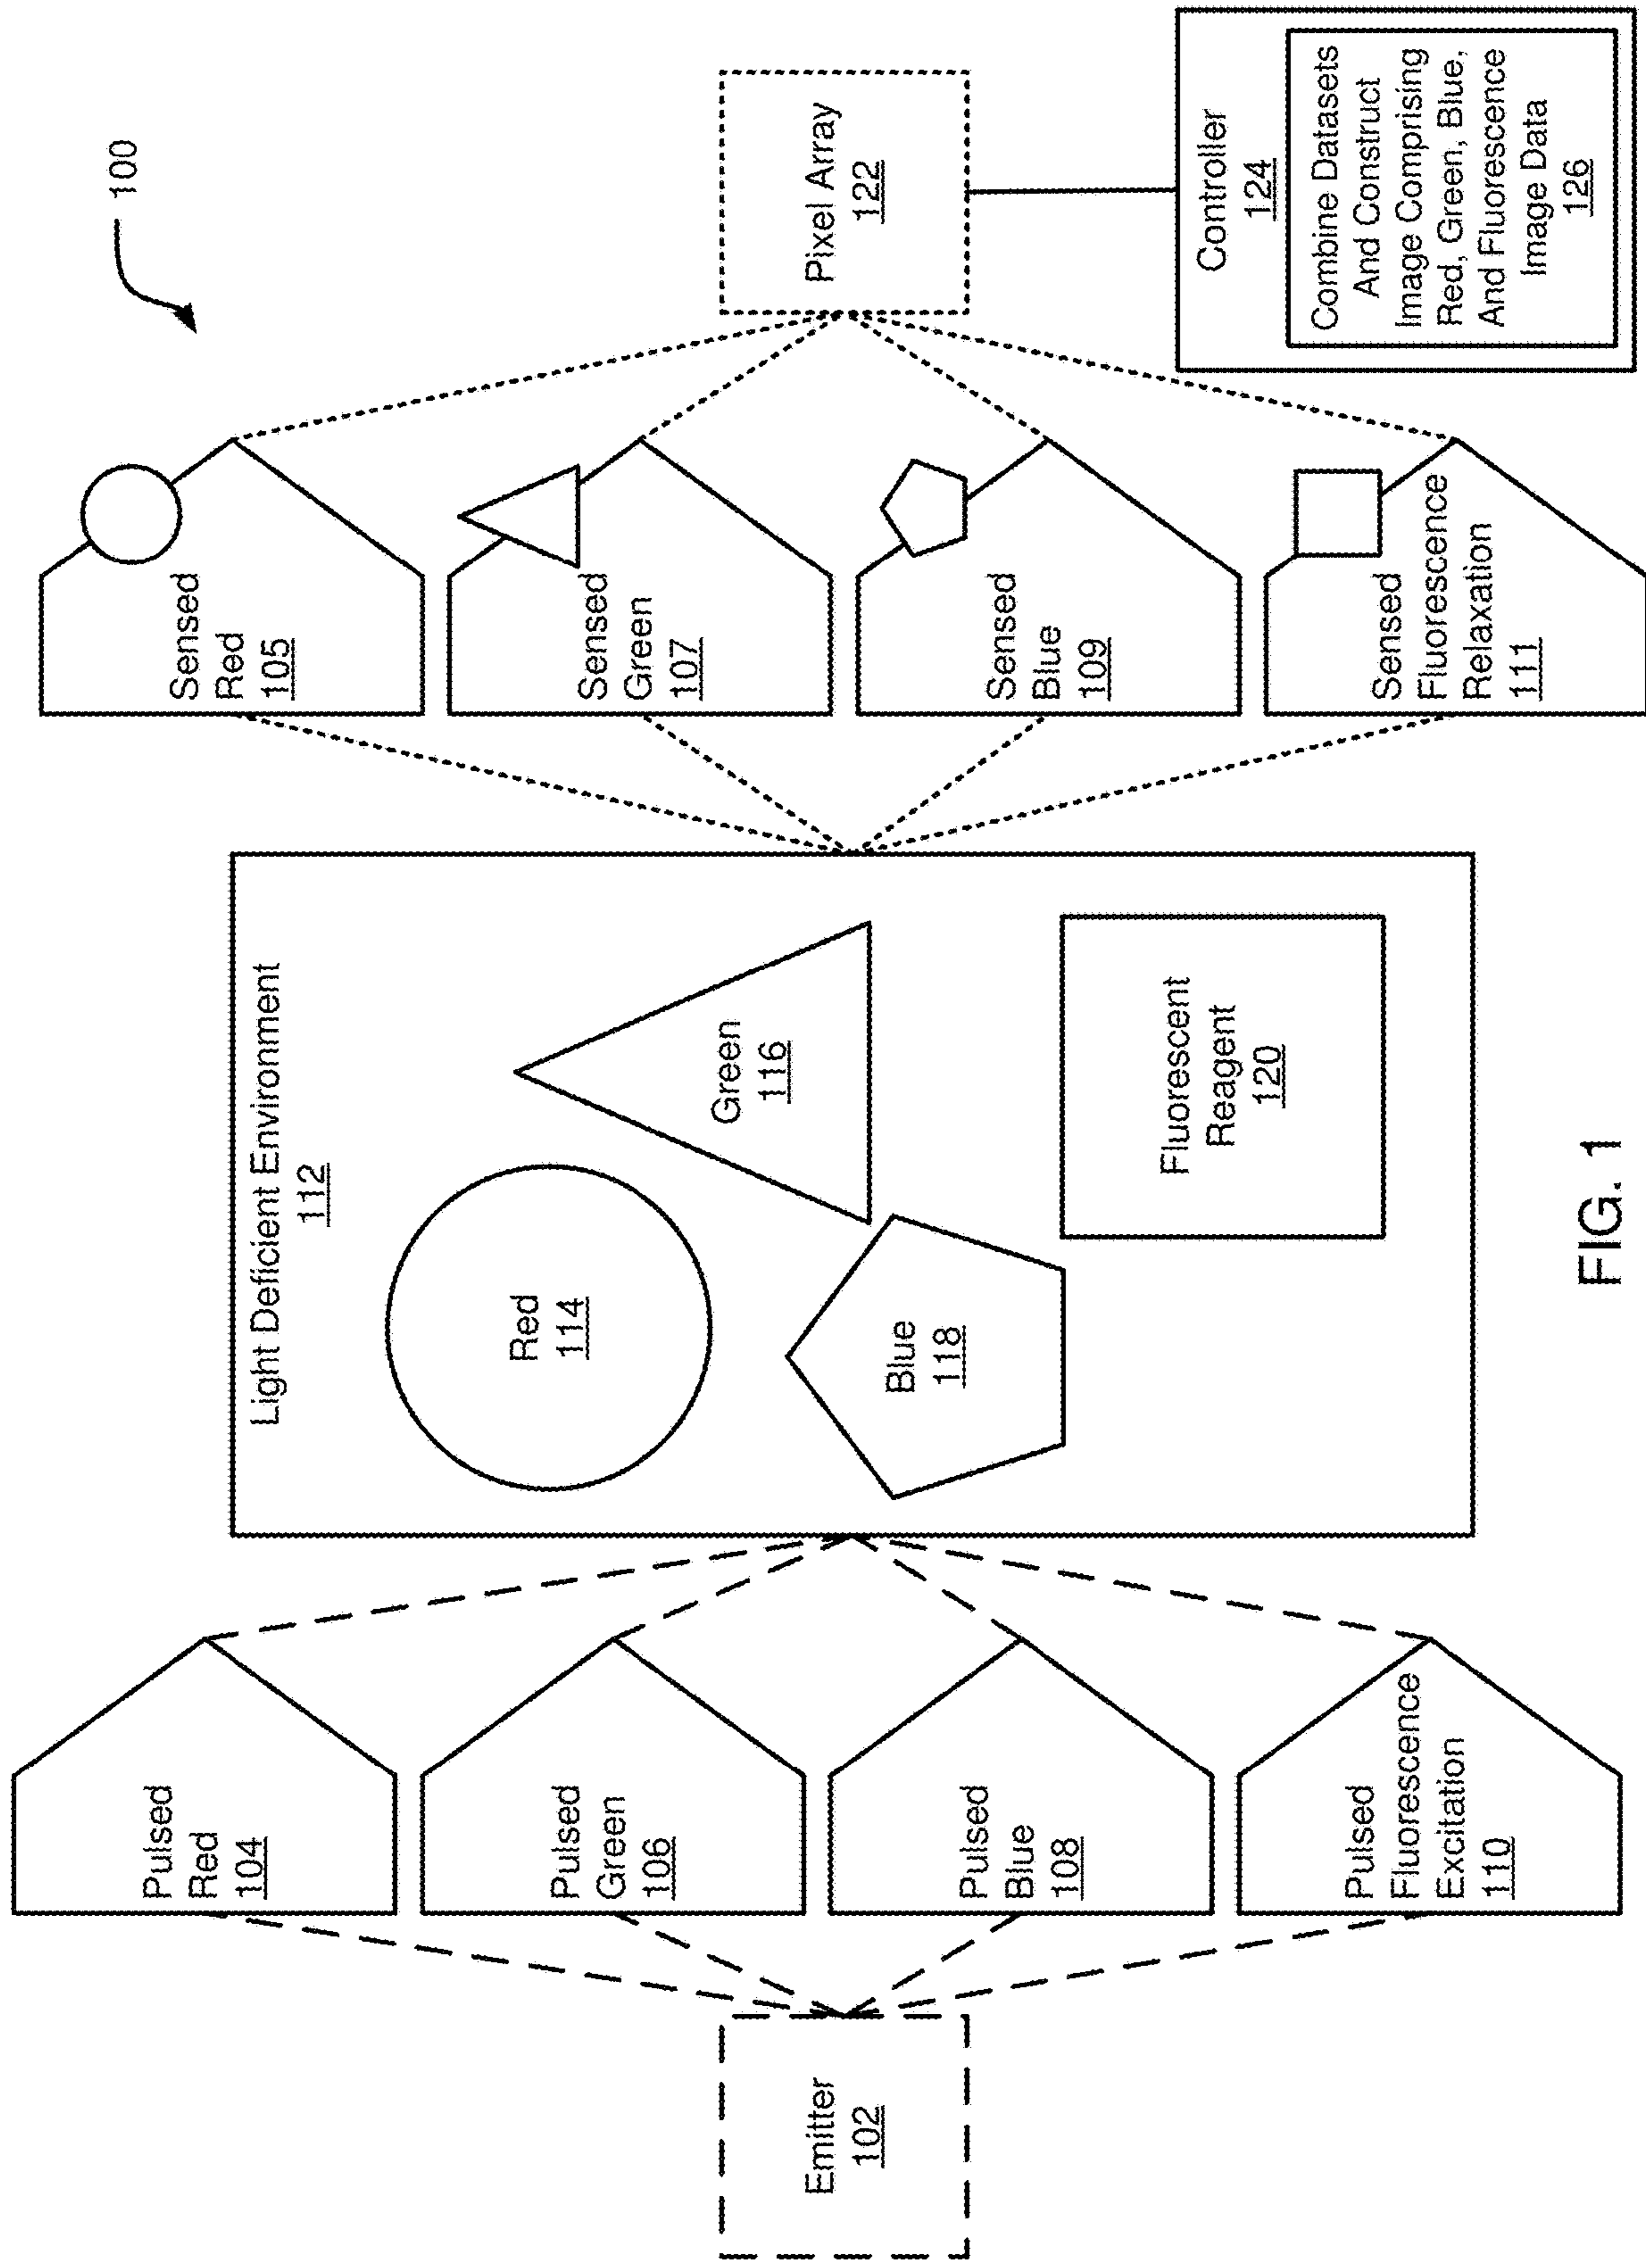 100
Emitter
102
Pulsed
Red
104
Pulsed
Green
106
Pulsed
Blue
108
Pulsed
Fluorescence
Excitation
110
Light Deficient Environment
112
Red
114
Green
116
Blue
118
Fluorescent
Reagent
120
Sensed
Red
105
Sensed
Green
107
Sensed
Blue
109
Sensed
Fluorescence
Relaxation
111
Pixel Array
122
Controller
124
Combine Datasets
And Construct
Image Comprising
Red, Green, Blue,
And Fluorescence
Image Data
126
FIG. 1